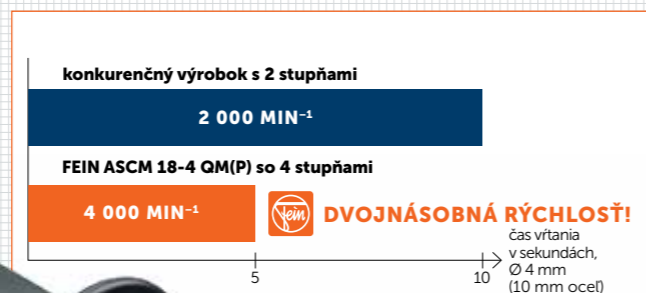 konkurenčný výrobok s 2 stupňami
2 000 MIN⁻¹
FEIN ASCM 18-4 QM(P) so 4 stupňami
4 000 MIN⁻¹
Fein
DVOJNÁSOBNÁ RÝCHLOSŤ!
5
10
čas vŕtania
v sekundách,
Ø 4 mm
(10 mm oceľ)